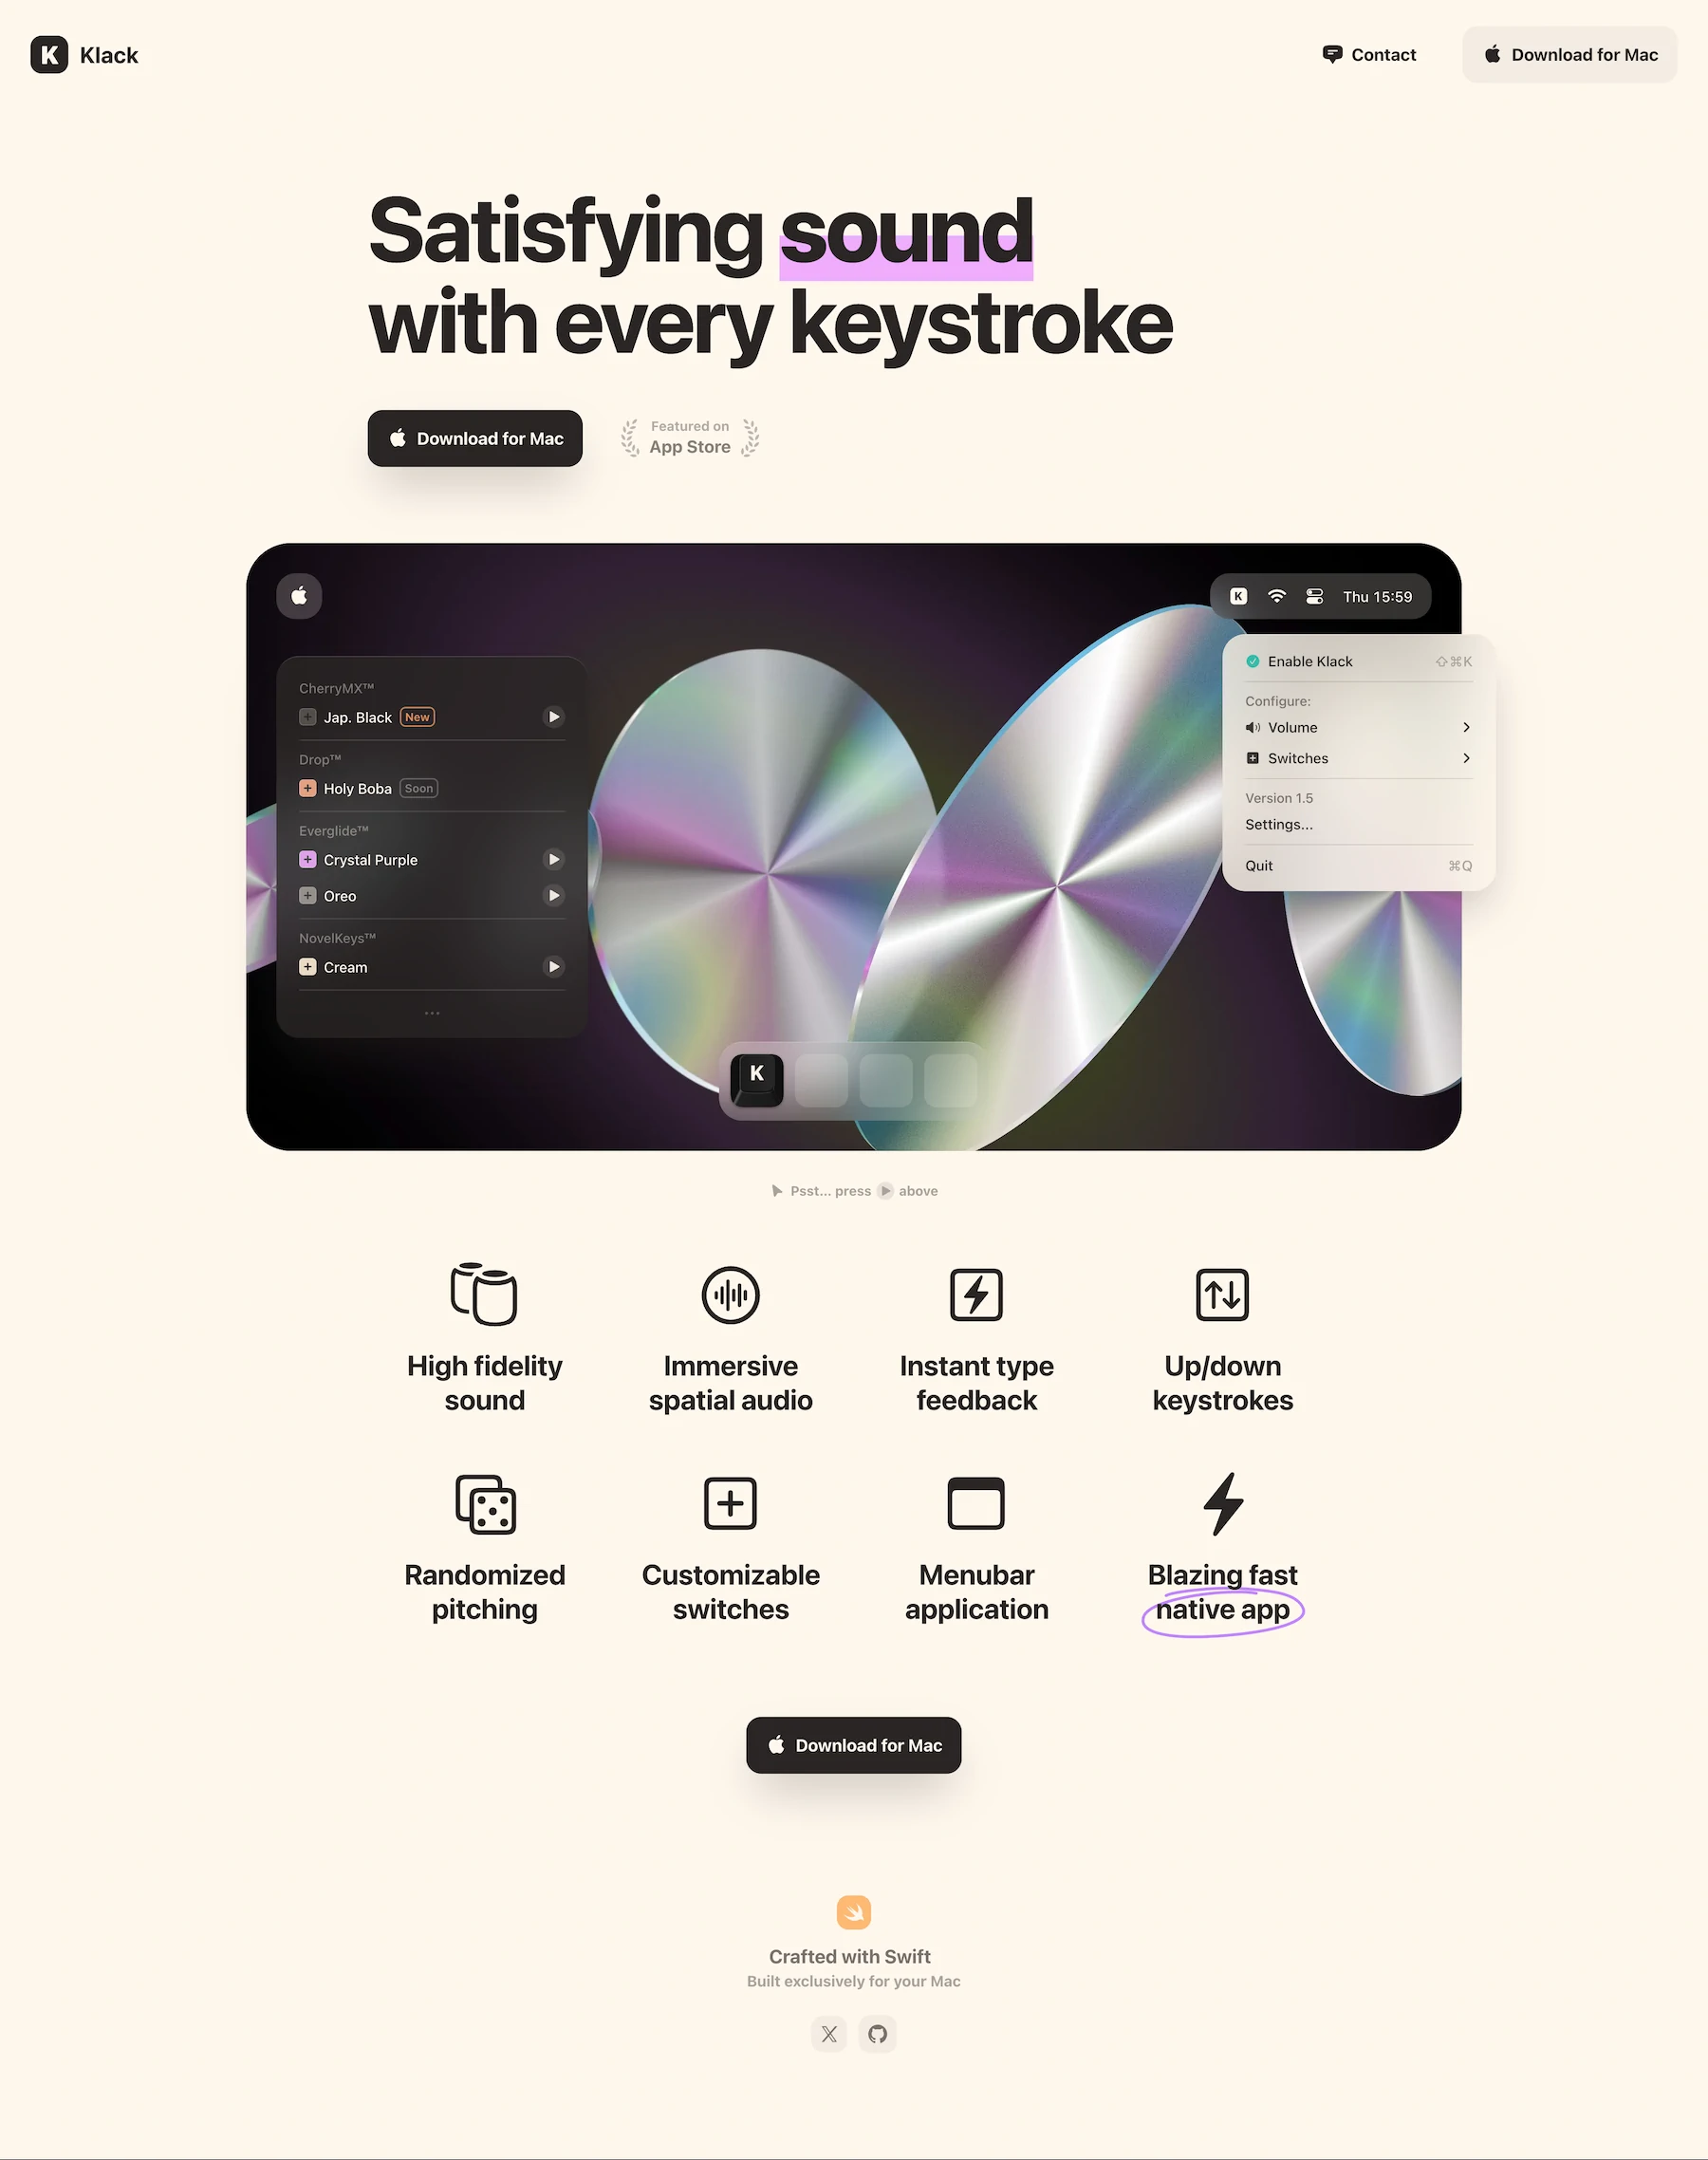 K Klack
Contact
Download for Mac
Satisfying sound
with every keystroke
Download for Mac
Featured on
App Store
K
Thu 15:59
CherryMX™
Jap. Black New
Drop™
Holy Boba Soon
Everglide™
Crystal Purple
Oreo
NovelKeys™
Cream
Enable Klack ⇧⌘K
Configure:
Volume
Switches
Version 1.5
Settings...
Quit ⌘Q
K
Psst... press above
High fidelity
sound
Immersive
spatial audio
Instant type
feedback
Up/down
keystrokes
Randomized
pitching
Customizable
switches
Menubar
application
Blazing fast
native app
Download for Mac
Crafted with Swift
Built exclusively for your Mac